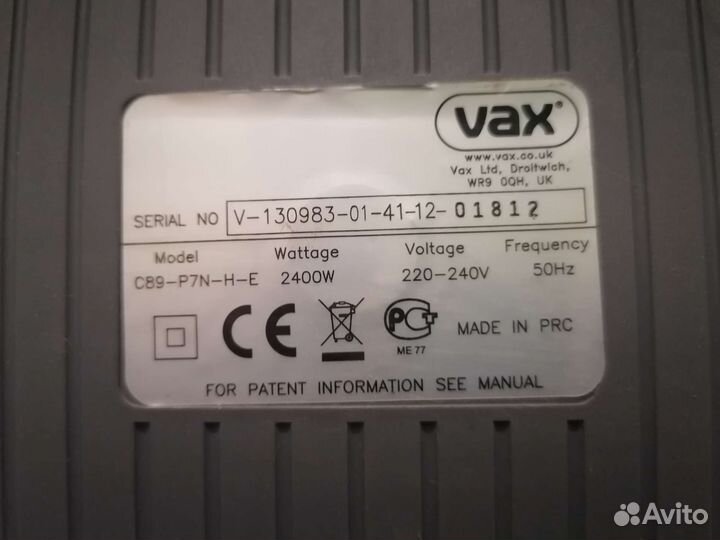 vax®
www.vax.co.uk
Vax Ltd, Droitwich,
WR9 0QH, UK
SERIAL NO V-130983-01-41-12-01812
Model Wattage Voltage Frequency
C89-P7N-H-E 2400W 220-240V 50Hz
CE PCT MADE IN PRC
ME 77
FOR PATENT INFORMATION SEE MANUAL
Avito